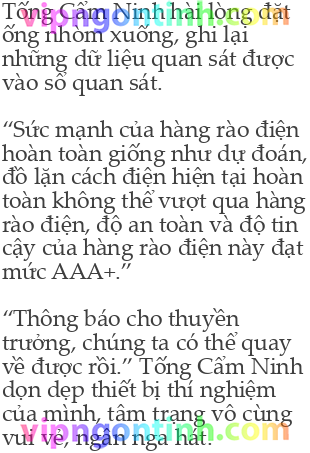 Tống Cẩm Ninh hài lòng đặt
ống nhòm xuống, ghi lại
những dữ liệu quan sát được
vào sổ quan sát.
“Sức mạnh của hàng rào điện
hoàn toàn giống như dự đoán,
đồ lặn cách điện hiện tại hoàn
toàn không thể vượt qua hàng
rào điện, độ an toàn và độ tin
cậy của hàng rào điện này đạt
mức AAA+.”
“Thông báo cho thuyền
trưởng, chúng ta có thể quay
về được rồi.” Tống Cẩm Ninh
dọn dẹp thiết bị thí nghiệm
của mình, tâm trạng vô cùng
vui vẻ, ngân nga hát.
vipngontinh.com
vipngontinh.com